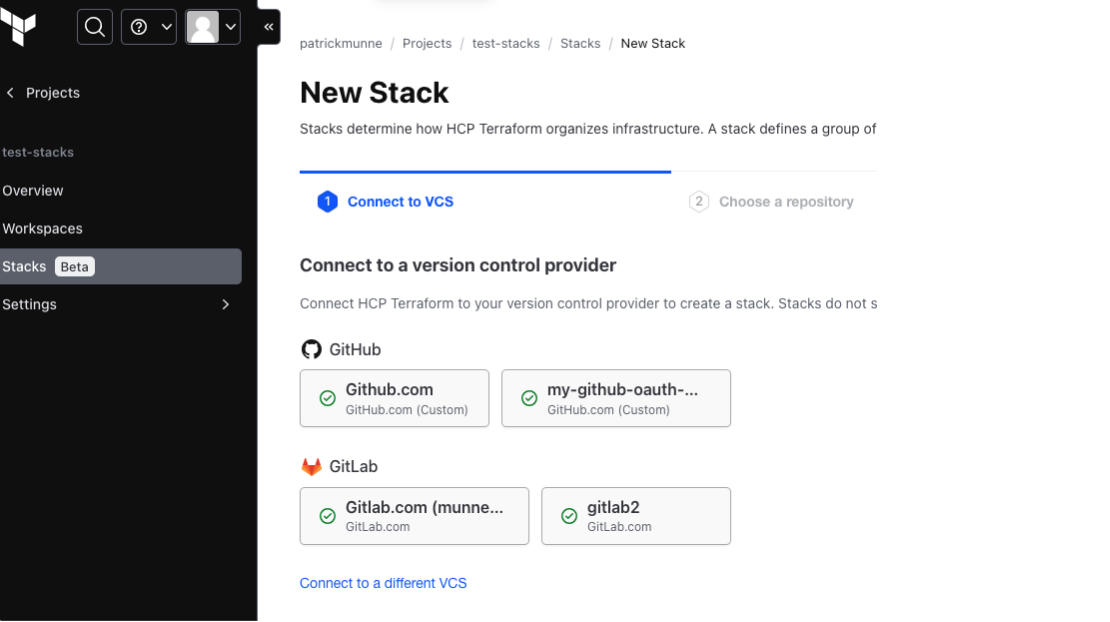 Projects
test-stacks
Overview
Workspaces
Stacks Beta
Settings
patrickmunne / Projects / test-stacks / Stacks / New Stack
New Stack
Stacks determine how HCP Terraform organizes infrastructure. A stack defines a group of
1 Connect to VCS
2 Choose a repository
Connect to a version control provider
Connect HCP Terraform to your version control provider to create a stack. Stacks do not s
GitHub
Github.com
GitHub.com (Custom)
my-github-oauth-...
GitHub.com (Custom)
GitLab
Gitlab.com (munne...
GitLab.com
gitlab2
GitLab.com
Connect to a different VCS